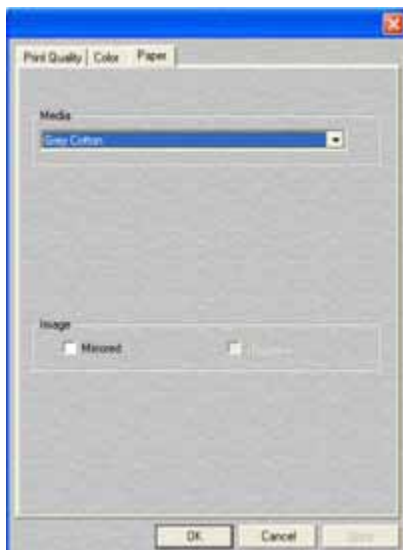 Print Quality Color Paper
Media
Grey Cotton
Image
Mirrored
OK Cancel